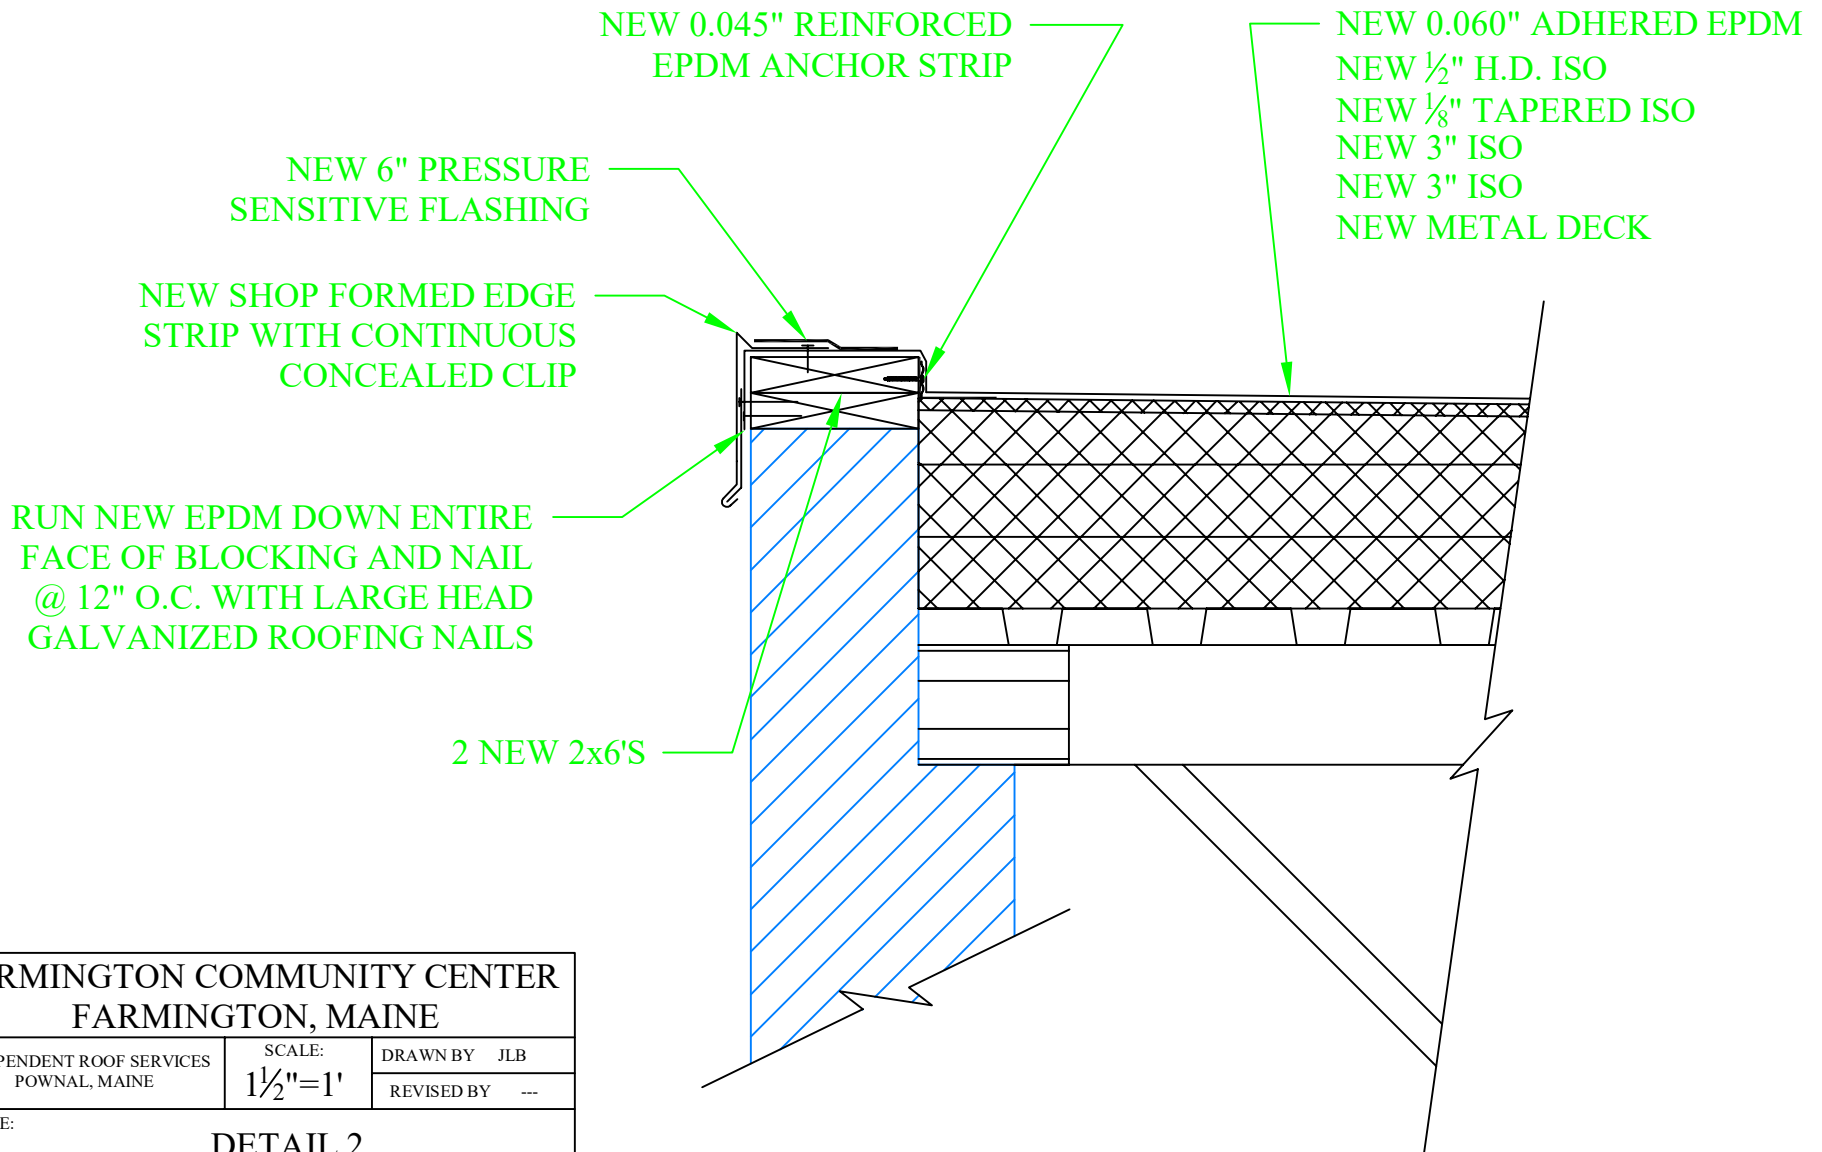 NEW 0.045" REINFORCED
EPDM ANCHOR STRIP
NEW 0.060" ADHERED EPDM
NEW ½" H.D. ISO
NEW ⅛" TAPERED ISO
NEW 3" ISO
NEW 3" ISO
NEW METAL DECK
NEW 6" PRESSURE
SENSITIVE FLASHING
NEW SHOP FORMED EDGE
STRIP WITH CONTINUOUS
CONCEALED CLIP
RUN NEW EPDM DOWN ENTIRE
FACE OF BLOCKING AND NAIL
@ 12" O.C. WITH LARGE HEAD
GALVANIZED ROOFING NAILS
2 NEW 2x6'S
RMINGTON COMMUNITY CENTER
FARMINGTON, MAINE
PENDENT ROOF SERVICES
POWNAL, MAINE
SCALE:
1½"=1'
DRAWN BY JLB
REVISED BY ---
E:
DETAIL 2